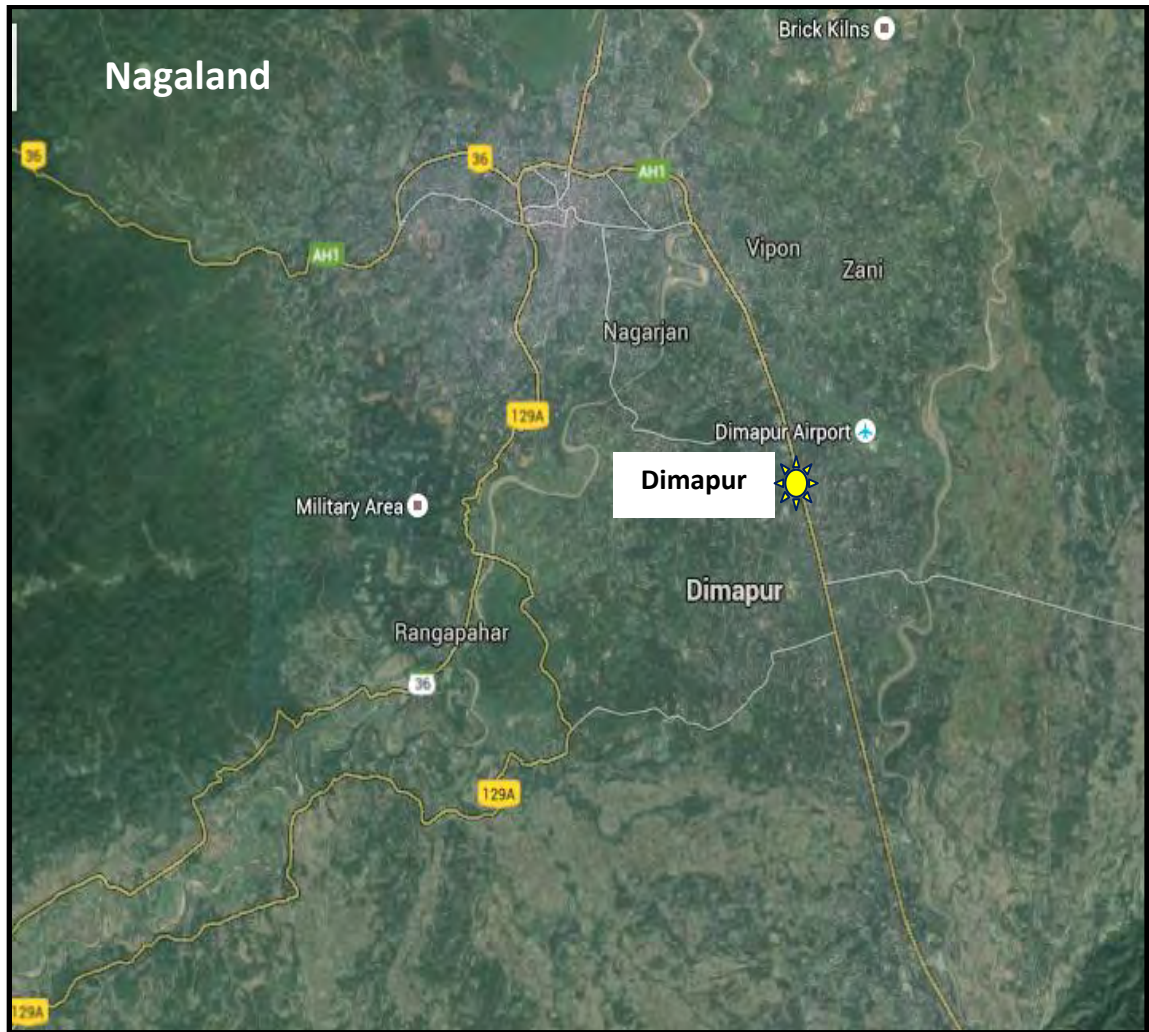 Brick Kilns
Nagaland
36
36
AH1
AH1
Vipon
Zani
Nagarjan
129A
Dimapur Airport
Dimapur
Military Area
Dimapur
Rangapahar
36
129A
129A